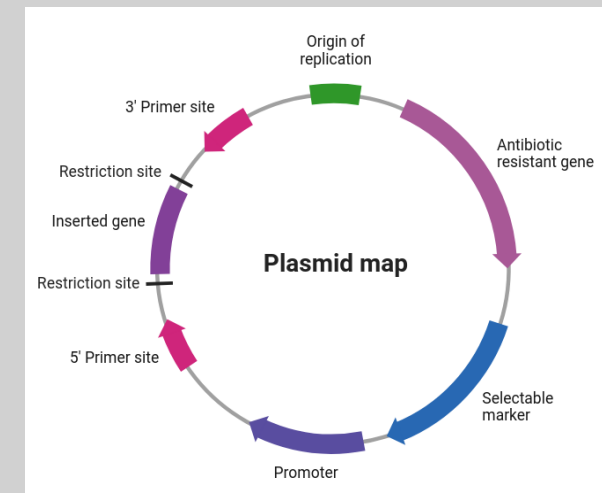 Origin of
replication
3' Primer site
Antibiotic
resistant gene
Restriction site
Inserted gene
Plasmid map
Restriction site
5' Primer site
Selectable
marker
Promoter